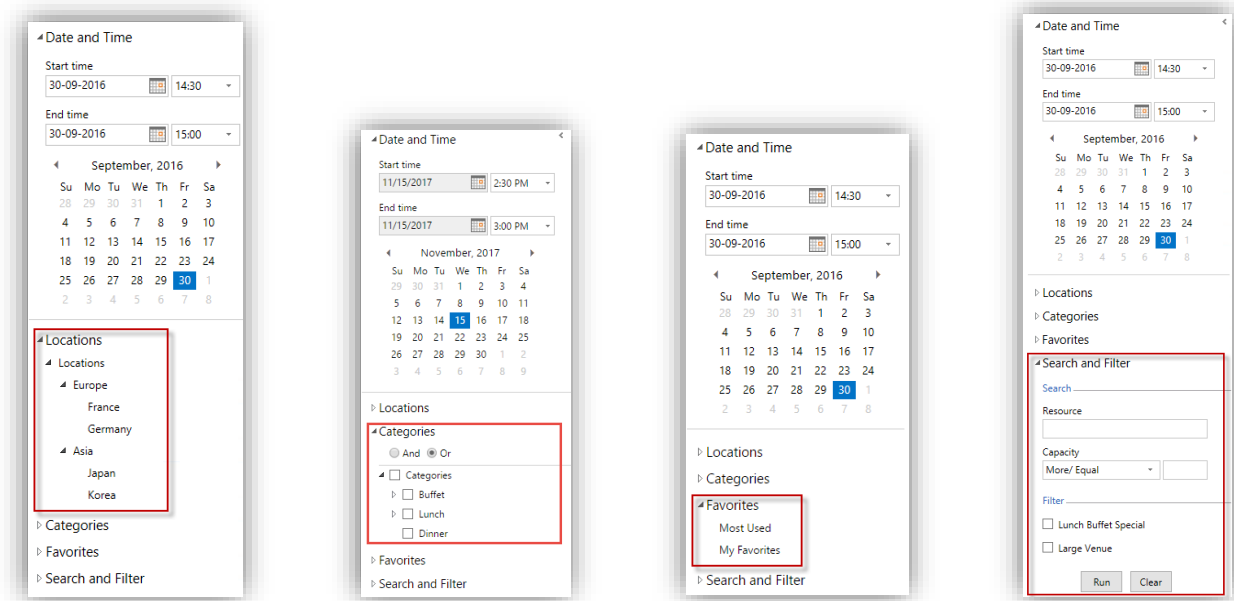 Date and Time
Start time
30-09-2016 14:30
End time
30-09-2016 15:00
September, 2016
Su Mo Tu We Th Fr Sa
28 29 30 31 1 2 3
4 5 6 7 8 9 10
11 12 13 14 15 16 17
18 19 20 21 22 23 24
25 26 27 28 29 30 1
2 3 4 5 6 7 8
Locations
Locations
Europe
France
Germany
Asia
Japan
Korea
Categories
Favorites
Search and Filter
Date and Time
Start time
11/15/2017 2:30 PM
End time
11/15/2017 3:00 PM
November, 2017
Su Mo Tu We Th Fr Sa
29 30 31 1 2 3 4
5 6 7 8 9 10 11
12 13 14 15 16 17 18
19 20 21 22 23 24 25
26 27 28 29 30 1 2
3 4 5 6 7 8 9
Locations
Categories
And Or
Categories
Buffet
Lunch
Dinner
Favorites
Search and Filter
Date and Time
Start time
30-09-2016 14:30
End time
30-09-2016 15:00
September, 2016
Su Mo Tu We Th Fr Sa
28 29 30 31 1 2 3
4 5 6 7 8 9 10
11 12 13 14 15 16 17
18 19 20 21 22 23 24
25 26 27 28 29 30 1
2 3 4 5 6 7 8
Locations
Categories
Favorites
Most Used
My Favorites
Search and Filter
Date and Time
Start time
30-09-2016 14:30
End time
30-09-2016 15:00
September, 2016
Su Mo Tu We Th Fr Sa
28 29 30 31 1 2 3
4 5 6 7 8 9 10
11 12 13 14 15 16 17
18 19 20 21 22 23 24
25 26 27 28 29 30 1
2 3 4 5 6 7 8
Locations
Categories
Favorites
Search and Filter
Search
Resource
Capacity
More/ Equal
Filter
Lunch Buffet Special
Large Venue
Run Clear